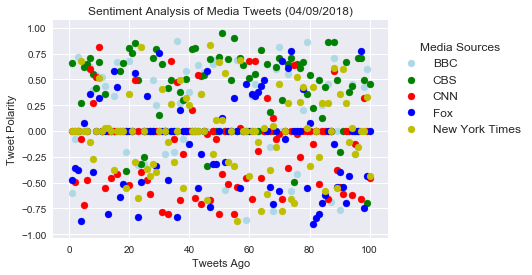 Sentiment Analysis of Media Tweets (04/09/2018)
1.00
0.75
0.50
0.25
0.00
−0.25
−0.50
−0.75
−1.00
Tweet Polarity
0 20 40 60 80 100
Tweets Ago
Media Sources
BBC
CBS
CNN
Fox
New York Times